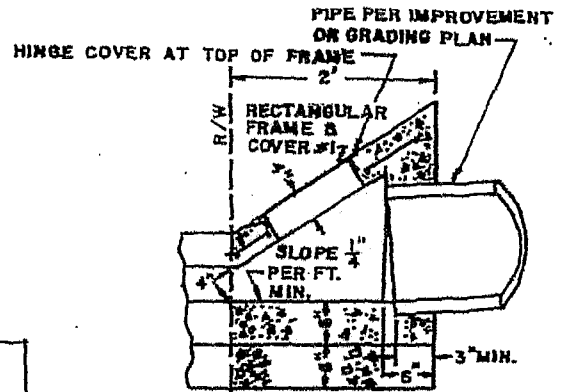 PIPE PER IMPROVEMENT
OR GRADING PLAN
HINGE COVER AT TOP OF FRAME
2'
R/W
RECTANGULAR
FRAME &
COVER #17
SLOPE 1/4"
PER FT.
MIN.
4"
3" MIN.
6"